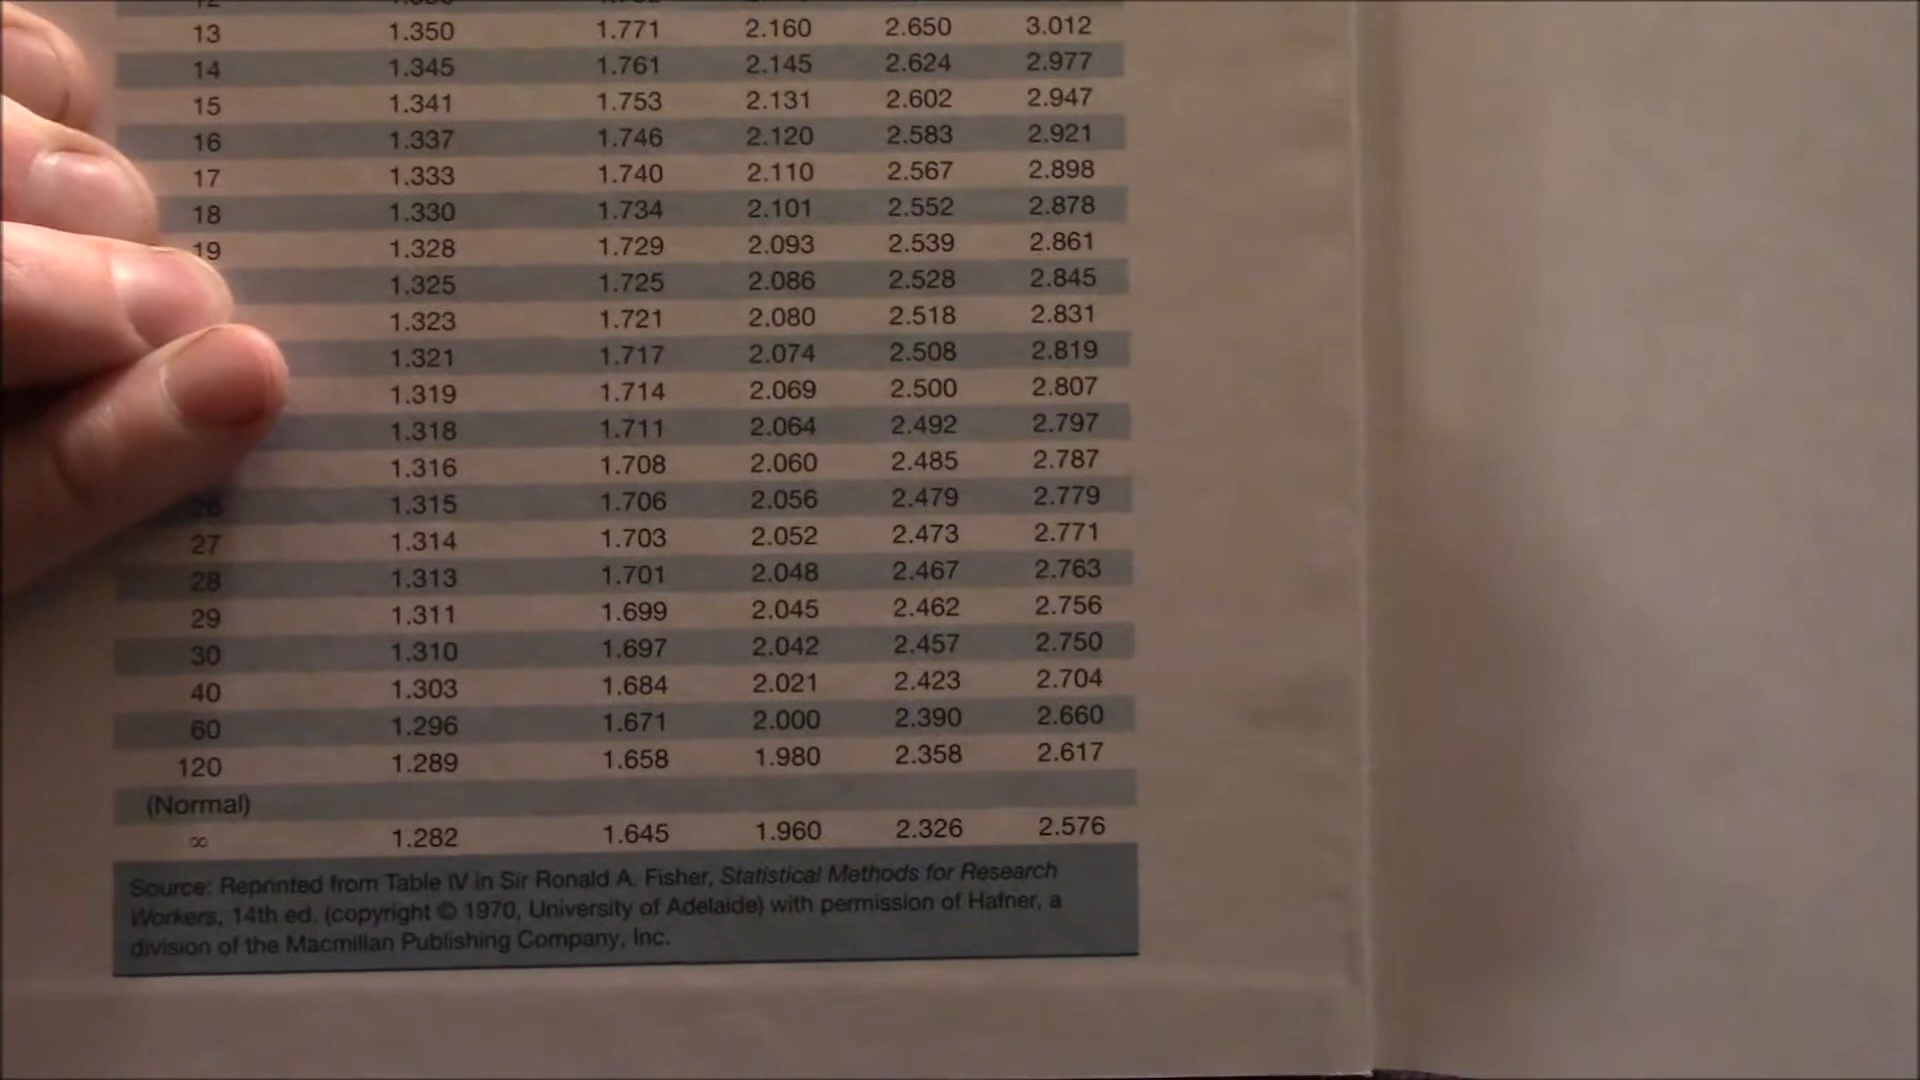 13 1.350 1.771 2.160 2.650 3.012
14 1.345 1.761 2.145 2.624 2.977
15 1.341 1.753 2.131 2.602 2.947
16 1.337 1.746 2.120 2.583 2.921
17 1.333 1.740 2.110 2.567 2.898
18 1.330 1.734 2.101 2.552 2.878
19 1.328 1.729 2.093 2.539 2.861
1.325 1.725 2.086 2.528 2.845
1.323 1.721 2.080 2.518 2.831
1.321 1.717 2.074 2.508 2.819
1.319 1.714 2.069 2.500 2.807
1.318 1.711 2.064 2.492 2.797
1.316 1.708 2.060 2.485 2.787
26 1.315 1.706 2.056 2.479 2.779
27 1.314 1.703 2.052 2.473 2.771
28 1.313 1.701 2.048 2.467 2.763
29 1.311 1.699 2.045 2.462 2.756
30 1.310 1.697 2.042 2.457 2.750
40 1.303 1.684 2.021 2.423 2.704
60 1.296 1.671 2.000 2.390 2.660
120 1.289 1.658 1.980 2.358 2.617
(Normal)
∞ 1.282 1.645 1.960 2.326 2.576
Source: Reprinted from Table IV in Sir Ronald A. Fisher, Statistical Methods for Research
Workers, 14th ed. (copyright © 1970, University of Adelaide) with permission of Hafner, a
division of the Macmillan Publishing Company, Inc.